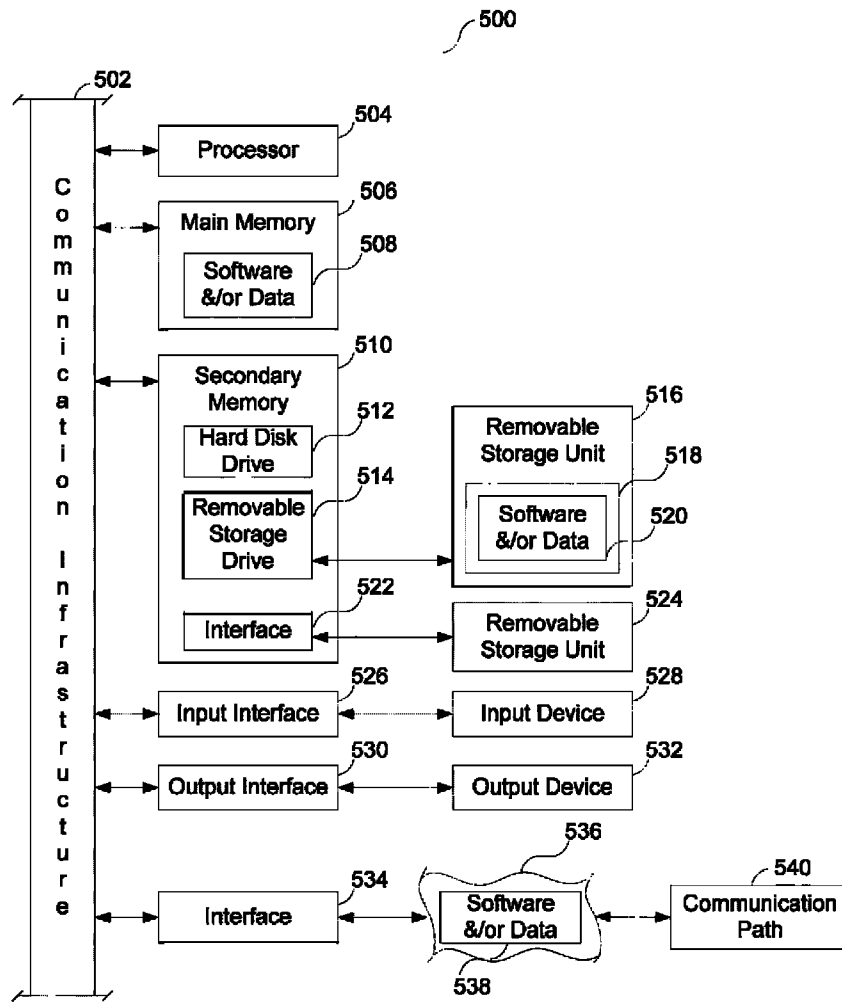 500
502
Communication Infrastructure
504
Processor
506
Main Memory
508
Software
&/or Data
510
Secondary
Memory
512
Hard Disk
Drive
514
Removable
Storage
Drive
516
Removable
Storage Unit
518
Software
&/or Data
520
522
Interface
524
Removable
Storage Unit
526
Input Interface
528
Input Device
530
Output Interface
532
Output Device
534
Interface
536
Software
&/or Data
538
540
Communication
Path